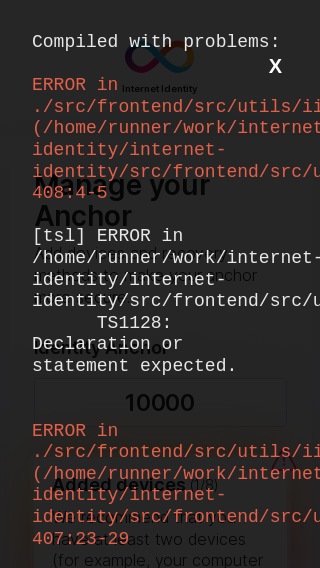 Compiled with problems:
X
Internet Identity
ERROR in
./src/frontend/src/utils/ii
(/home/runner/work/internet
identity/internet-
identity/src/frontend/src/u
408:4-5
Manage your
Anchor
[tsl] ERROR in
/home/runner/work/internet-
identity/internet-
identity/src/frontend/src/u
TS1128:
Declaration or
statement expected.
Identity Anchor
10000
ERROR in
./src/frontend/src/utils/ii
(/home/runner/work/internet
identity/internet-
identity/src/frontend/src/u
407:23-29
Added devices (1/8)
least two devices
(for example, your computer